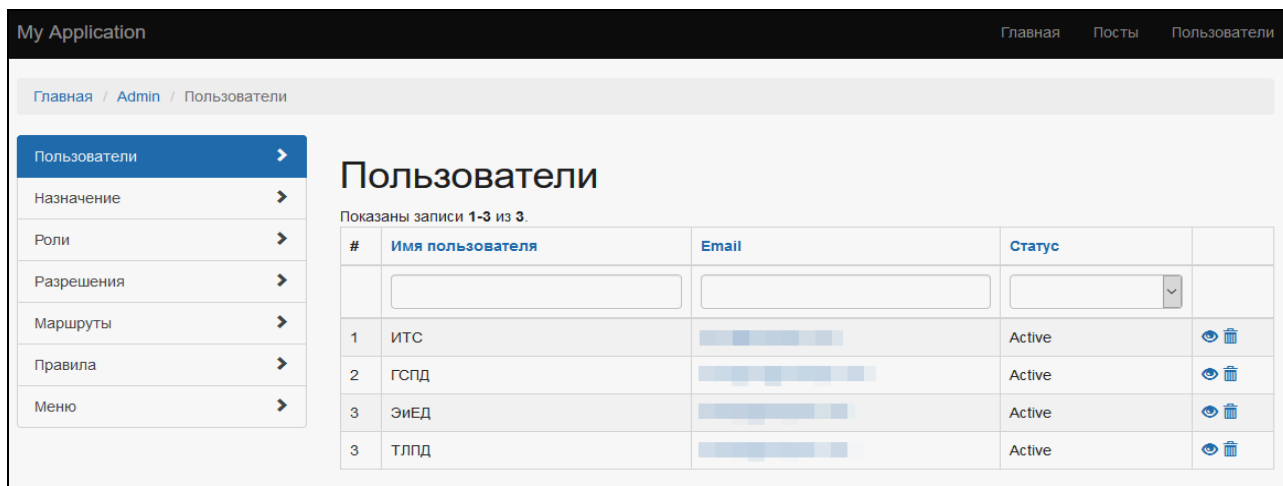 My Application Главная Посты Пользователи
Главная / Admin / Пользователи
Пользователи
Назначение
Роли
Разрешения
Маршруты
Правила
Меню
Пользователи
Показаны записи 1-3 из 3.
# Имя пользователя Email Статус
1 ИТС Active
2 ГСПД Active
3 ЭиЕД Active
3 ТЛПД Active